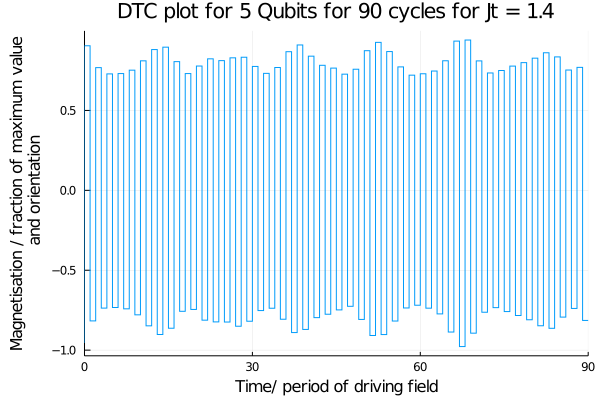 DTC plot for 5 Qubits for 90 cycles for Jt = 1.4
Magnetisation / fraction of maximum value
and orientation
0.5
0.0
−0.5
−1.0
0
30
60
90
Time/ period of driving field